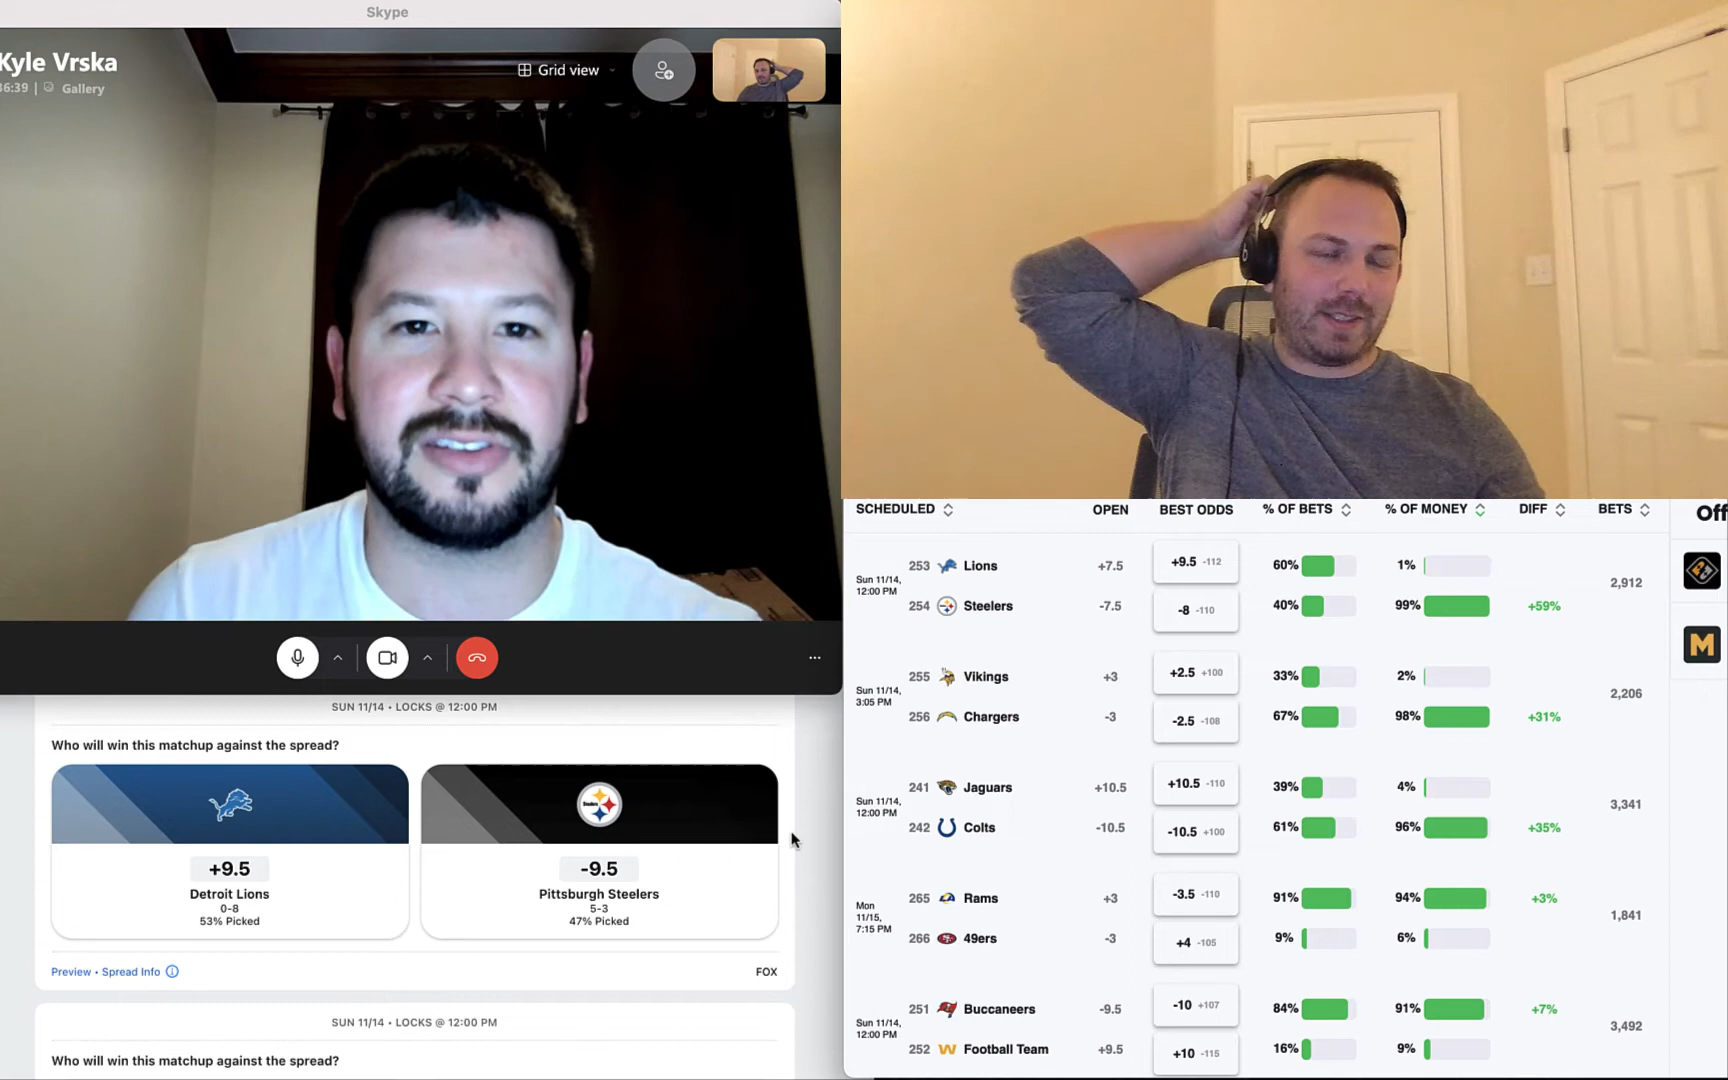 Skype
Kyle Vrska
36:39 | Gallery
Grid view
SUN 11/14 • LOCKS @ 12:00 PM
Who will win this matchup against the spread?
+9.5
Detroit Lions
0-8
53% Picked
Steelers
-9.5
Pittsburgh Steelers
5-3
47% Picked
Preview • Spread Info
FOX
SUN 11/14 • LOCKS @ 12:00 PM
Who will win this matchup against the spread?
SCHEDULED OPEN BEST ODDS % OF BETS % OF MONEY DIFF BETS
Off
Sun 11/14,
12:00 PM
253 Lions +7.5 +9.5 -112 60% 1%
254 Steelers -7.5 -8 -110 40% 99% +59%
2,912
Sun 11/14,
3:05 PM
255 Vikings +3 +2.5 +100 33% 2%
256 Chargers -3 -2.5 -108 67% 98% +31%
2,206
Sun 11/14,
12:00 PM
241 Jaguars +10.5 +10.5 -110 39% 4%
242 Colts -10.5 -10.5 +100 61% 96% +35%
3,341
Mon
11/15,
7:15 PM
265 Rams +3 -3.5 -110 91% 94% +3%
266 49ers -3 +4 -105 9% 6%
1,841
Sun 11/14,
12:00 PM
251 Buccaneers -9.5 -10 +107 84% 91% +7%
252 Football Team +9.5 +10 -115 16% 9%
3,492
M